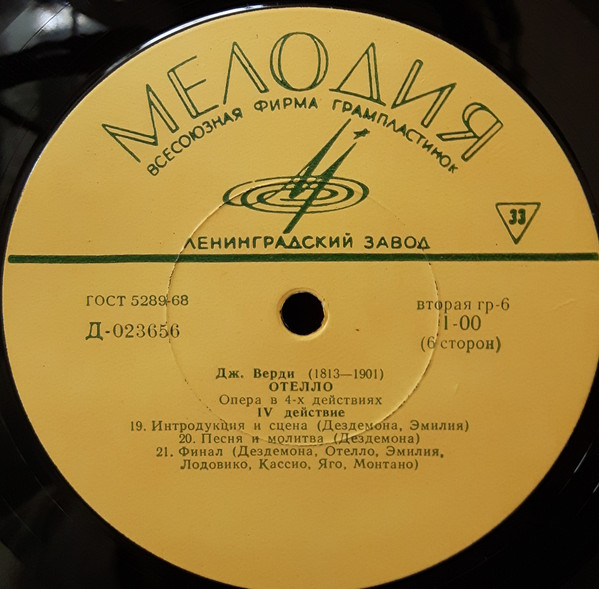 МЕЛОДИЯ
ВСЕСОЮЗНАЯ ФИРМА ГРАМПЛАСТИНОК
33
ЛЕНИНГРАДСКИЙ ЗАВОД
ГОСТ 5289-68
Д-023656
вторая гр-6
1-00
(6 сторон)
Дж. Верди (1813—1901)
ОТЕЛЛО
Опера в 4-х действиях
IV действие
19. Интродукция и сцена (Дездемона, Эмилия)
20. Песня и молитва (Дездемона)
21. Финал (Дездемона, Отелло, Эмилия,
Лодовико, Кассио, Яго, Монтано)